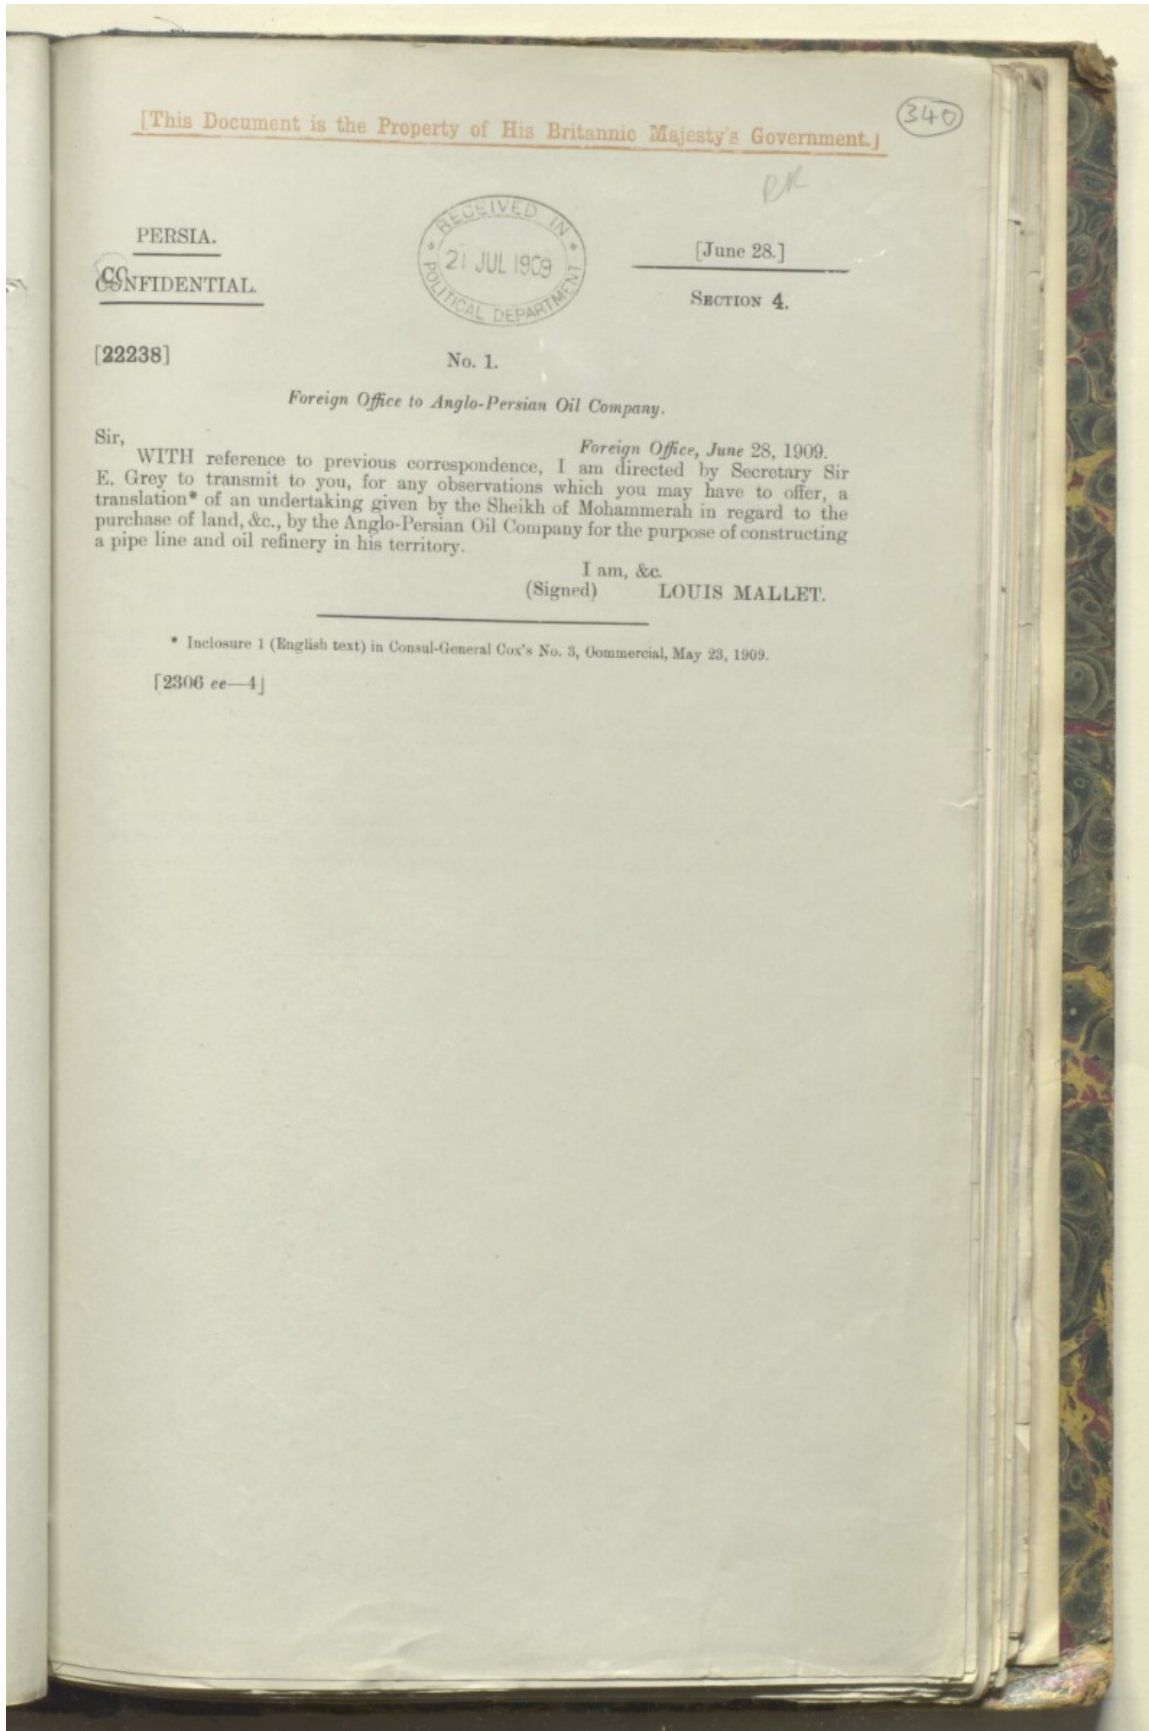 [This Document is the Property of His Britannic Majesty's Government.]
340
PERSIA.
CONFIDENTIAL.
RECEIVED IN
21 JUL 1909
POLITICAL DEPARTMENT
[June 28.]
SECTION 4.
[22238]
No. 1.
Foreign Office to Anglo-Persian Oil Company.
Sir,
Foreign Office, June 28, 1909.
WITH reference to previous correspondence, I am directed by Secretary Sir
E. Grey to transmit to you, for any observations which you may have to offer, a
translation* of an undertaking given by the Sheikh of Mohammerah in regard to the
purchase of land, &c., by the Anglo-Persian Oil Company for the purpose of constructing
a pipe line and oil refinery in his territory.
I am, &c.
(Signed) LOUIS MALLET.
* Inclosure 1 (English text) in Consul-General Cox's No. 3, Commercial, May 23, 1909.
[2306 ee—4]